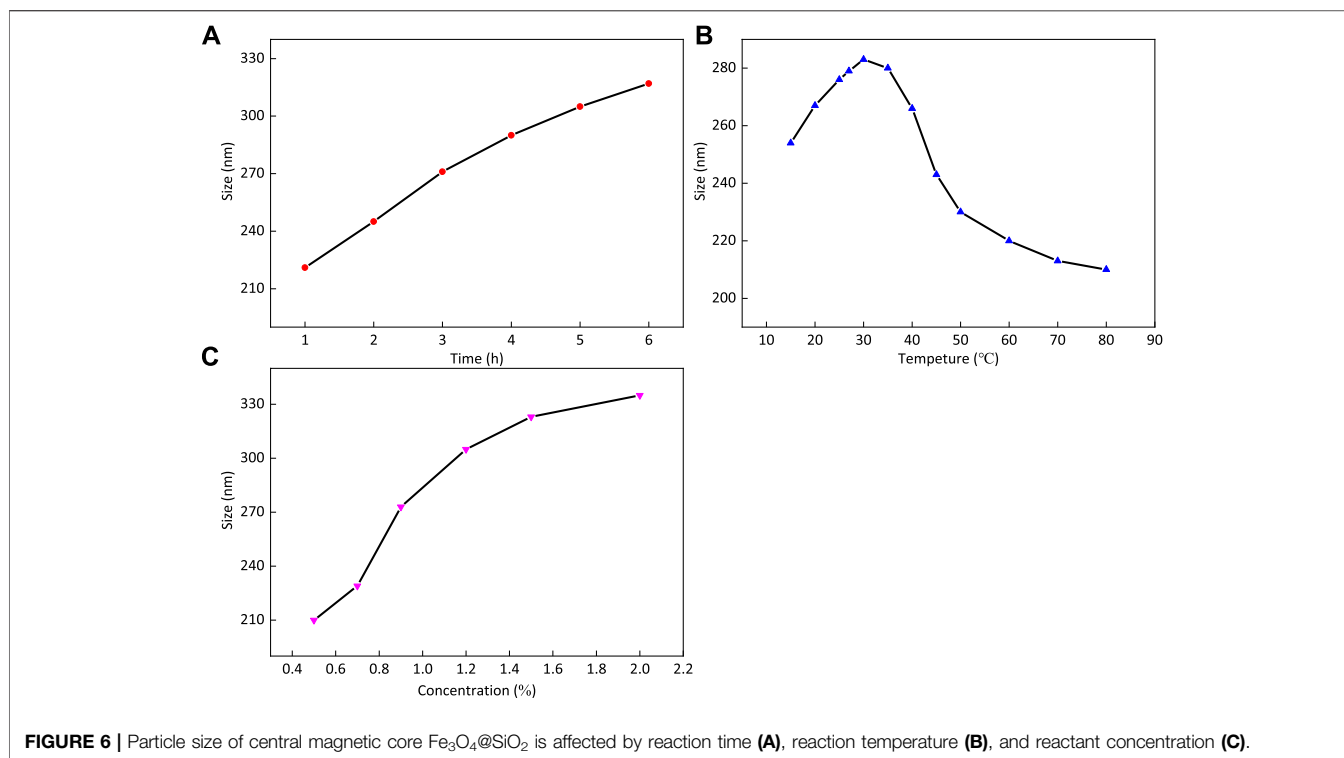 A
330
300
270
240
210
Size (nm)
1 2 3 4 5 6
Time (h)
B
280
260
240
220
200
Size (nm)
10 20 30 40 50 60 70 80 90
Tempeture (℃)
C
330
300
270
240
210
Size (nm)
0.4 0.6 0.8 1.0 1.2 1.4 1.6 1.8 2.0 2.2
Concentration (%)
FIGURE 6 | Particle size of central magnetic core Fe₃O₄@SiO₂ is affected by reaction time (A), reaction temperature (B), and reactant concentration (C).